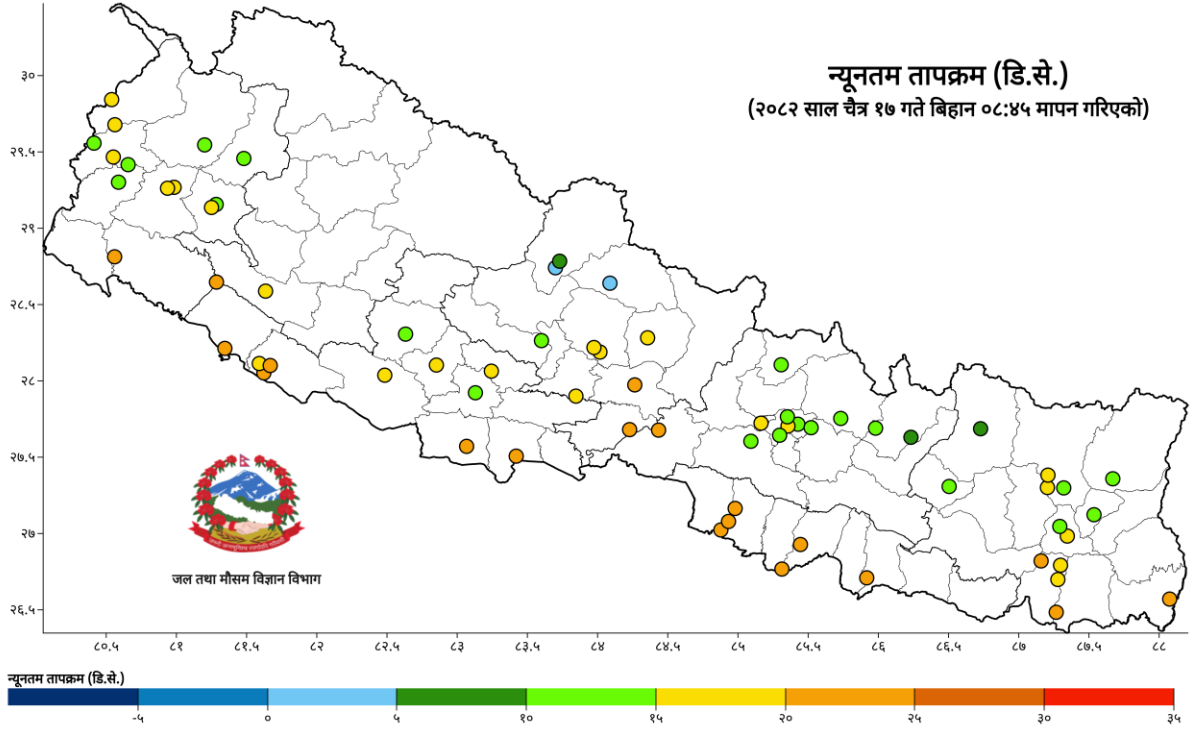 न्यूनतम तापक्रम (डि.से.)
(२०८२ साल चैत्र १७ गते बिहान ०८:४५ मापन गरिएको)
३०
२९.५
२९
२८.५
२८
२७.५
२७
२६.५
जल तथा मौसम विज्ञान विभाग
८०.५ ८१ ८१.५ ८२ ८२.५ ८३ ८३.५ ८४ ८४.५ ८५ ८५.५ ८६ ८६.५ ८७ ८७.५ ८८
न्यूनतम तापक्रम (डि.से.)
-५ ० ५ १० १५ २० २५ ३० ३५